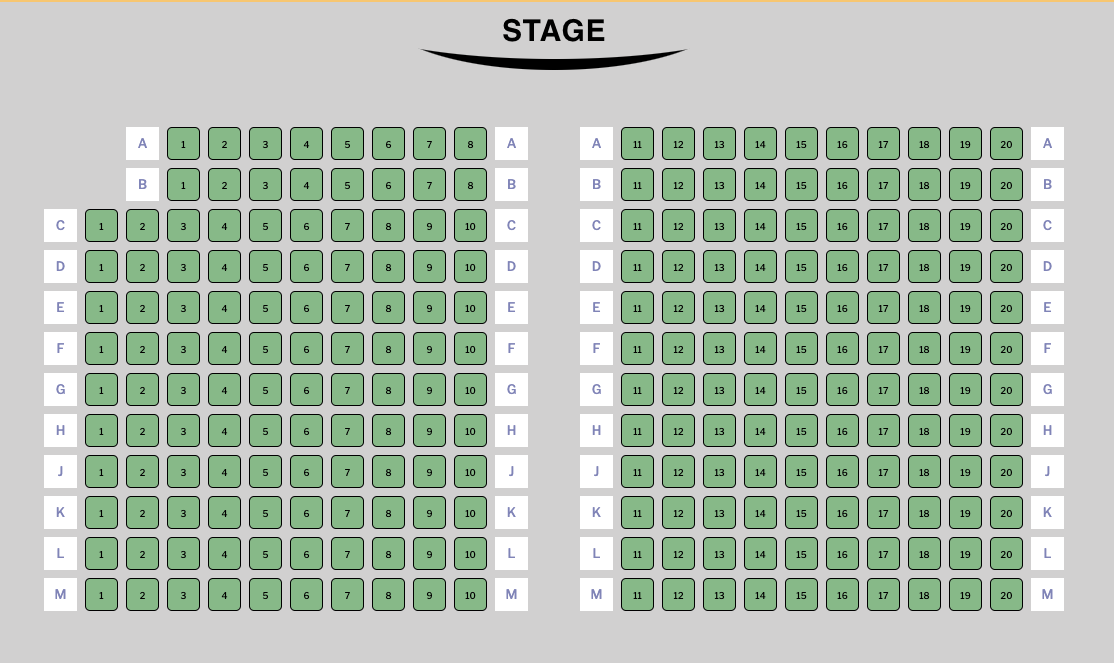 STAGE
A 1 2 3 4 5 6 7 8 A A 11 12 13 14 15 16 17 18 19 20 A
B 1 2 3 4 5 6 7 8 B B 11 12 13 14 15 16 17 18 19 20 B
C 1 2 3 4 5 6 7 8 9 10 C C 11 12 13 14 15 16 17 18 19 20 C
D 1 2 3 4 5 6 7 8 9 10 D D 11 12 13 14 15 16 17 18 19 20 D
E 1 2 3 4 5 6 7 8 9 10 E E 11 12 13 14 15 16 17 18 19 20 E
F 1 2 3 4 5 6 7 8 9 10 F F 11 12 13 14 15 16 17 18 19 20 F
G 1 2 3 4 5 6 7 8 9 10 G G 11 12 13 14 15 16 17 18 19 20 G
H 1 2 3 4 5 6 7 8 9 10 H H 11 12 13 14 15 16 17 18 19 20 H
J 1 2 3 4 5 6 7 8 9 10 J J 11 12 13 14 15 16 17 18 19 20 J
K 1 2 3 4 5 6 7 8 9 10 K K 11 12 13 14 15 16 17 18 19 20 K
L 1 2 3 4 5 6 7 8 9 10 L L 11 12 13 14 15 16 17 18 19 20 L
M 1 2 3 4 5 6 7 8 9 10 M M 11 12 13 14 15 16 17 18 19 20 M